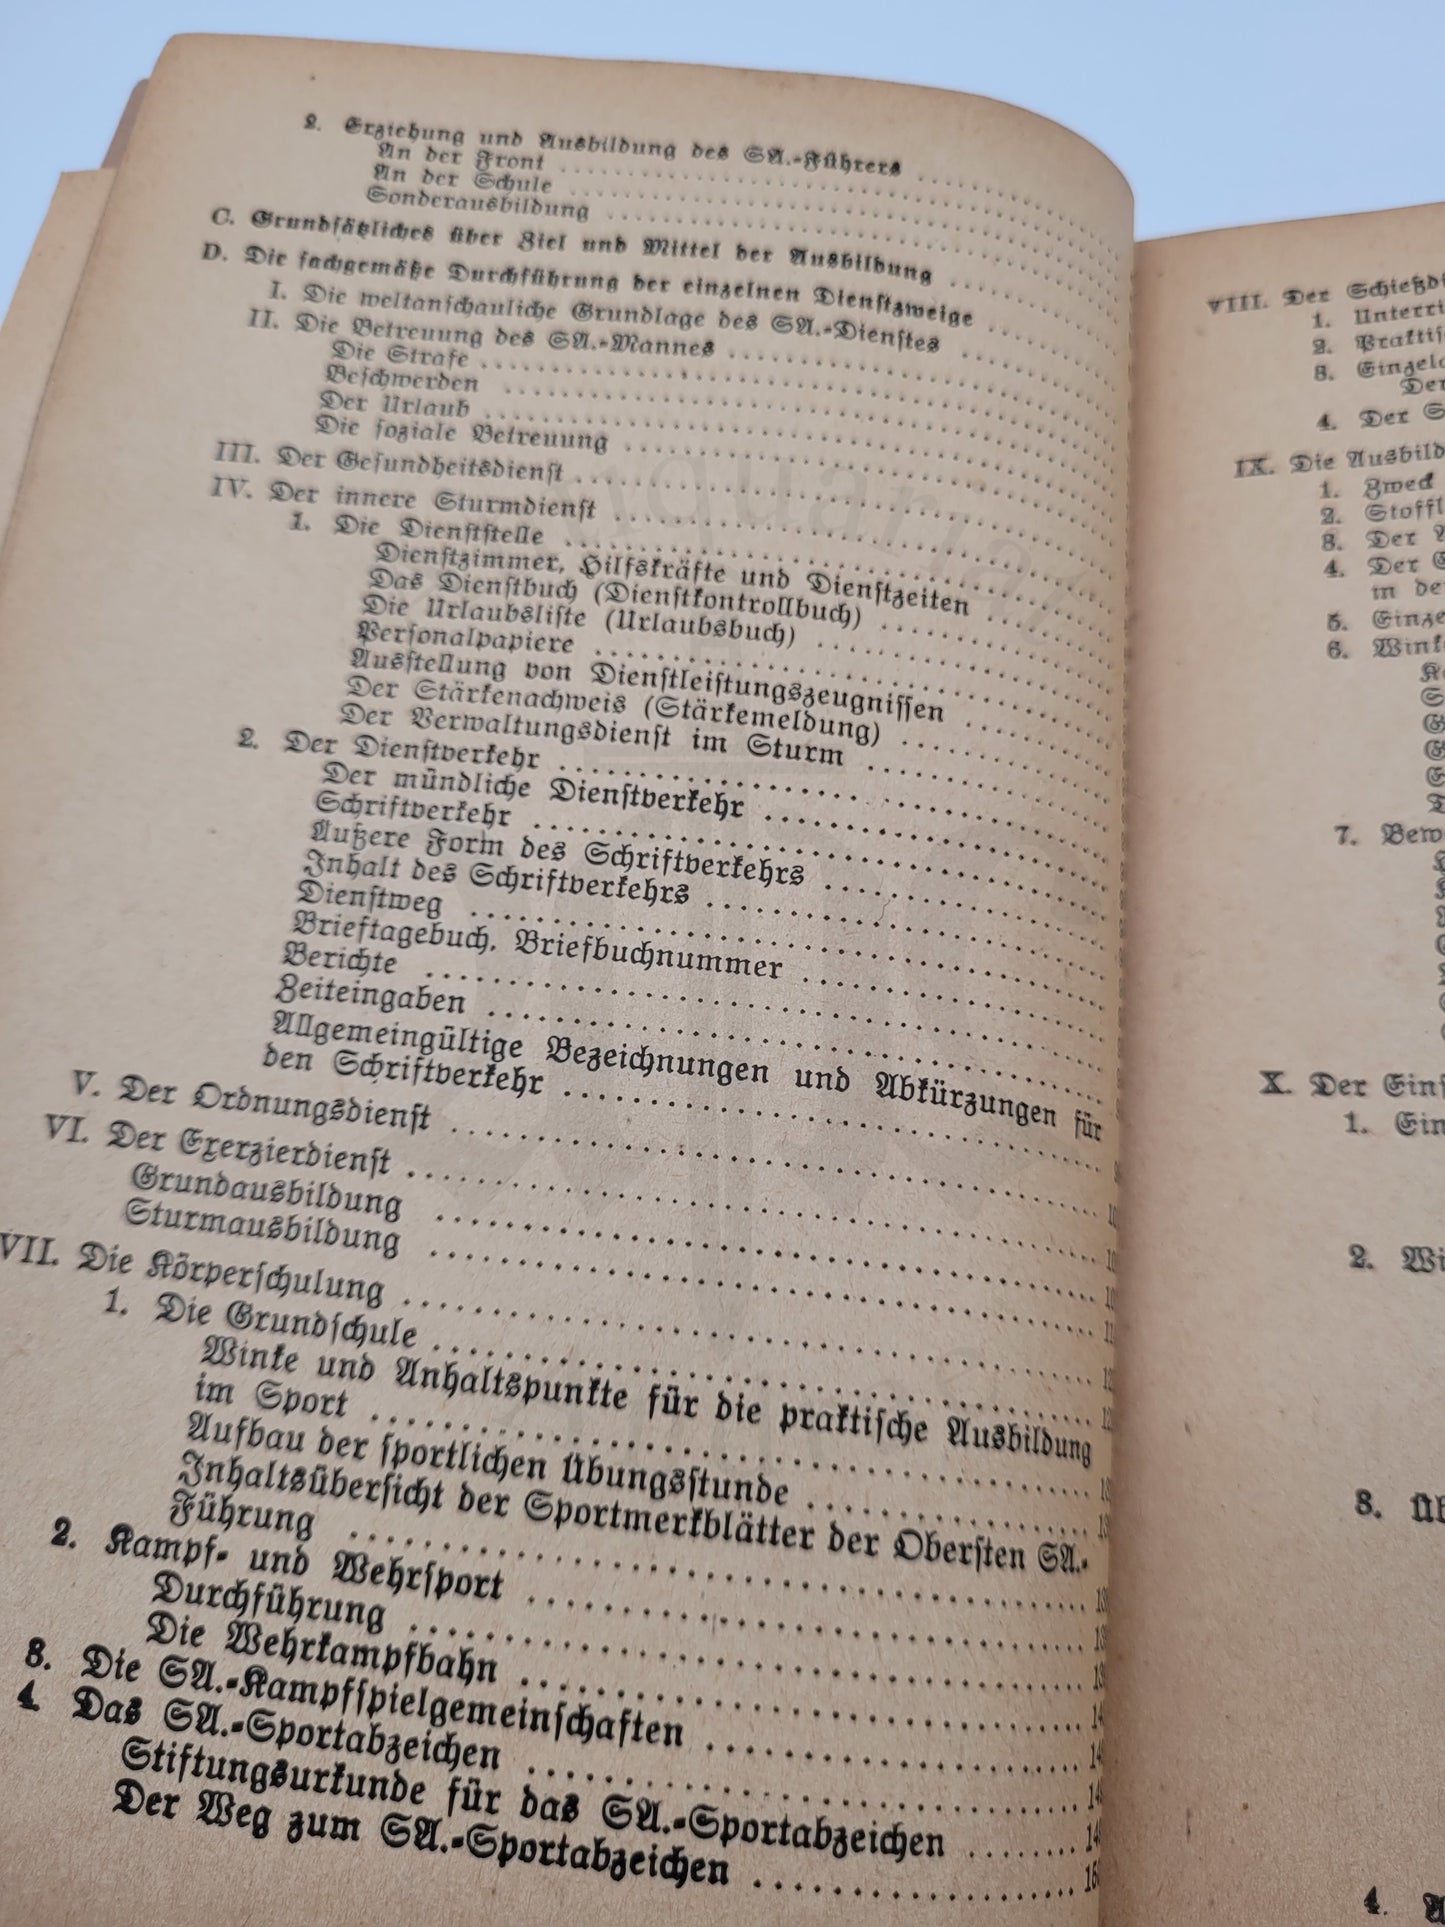 2. Erziehung und Ausbildung des SA.-Führers
An der Front
An der Schule
Sonderausbildung
C. Grundsätzliches über Ziel und Mittel der Ausbildung
D. Die sachgemäße Durchführung der einzelnen Dienstzweige
I. Die weltanschauliche Grundlage des SA.-Dienstes
II. Die Betreuung des SA.-Mannes
Die Strafe
Beschwerden
Der Urlaub
Die soziale Betreuung
III. Der Gesundheitsdienst
IV. Der innere Sturmdienst
1. Die Dienststelle
Dienstzimmer, Hilfskräfte und Dienstzeiten
Das Dienstbuch (Dienstkontrollbuch)
Die Urlaubsliste (Urlaubsbuch)
Personalpapiere
Ausstellung von Dienstleistungszeugnissen
Der Stärkenachweis (Stärkemeldung)
Der Verwaltungsdienst im Sturm
2. Der Dienstverkehr
Der mündliche Dienstverkehr
Schriftverkehr
Äußere Form des Schriftverkehrs
Inhalt des Schriftverkehrs
Dienstweg
Brieftagebuch, Briefbuchnummer
Berichte
Zeiteingaben
Allgemeingültige Bezeichnungen und Abkürzungen für
den Schriftverkehr
V. Der Ordnungsdienst
VI. Der Exerzierdienst
Grundausbildung
Sturmausbildung
VII. Die Körperschulung
1. Die Grundschule
Winke und Anhaltspunkte für die praktische Ausbildung
im Sport
Aufbau der sportlichen Übungsstunde
Inhaltsübersicht der Sportmerkblätter der Obersten SA.-
Führung
2. Kampf- und Wehrsport
Durchführung
Die Wehrkampfbahn
3. Die SA.-Kampfspielgemeinschaften
4. Das SA.-Sportabzeichen
Stiftungsurkunde für das SA.-Sportabzeichen
Der Weg zum SA.-Sportabzeichen
VIII. Der
1.
2.
3.
Der
4. Der
IX. Die
1. Zweck
2.
3. Der
4. Der
in
5.
6.
7.
X. Der
1.
2.
3.
4.